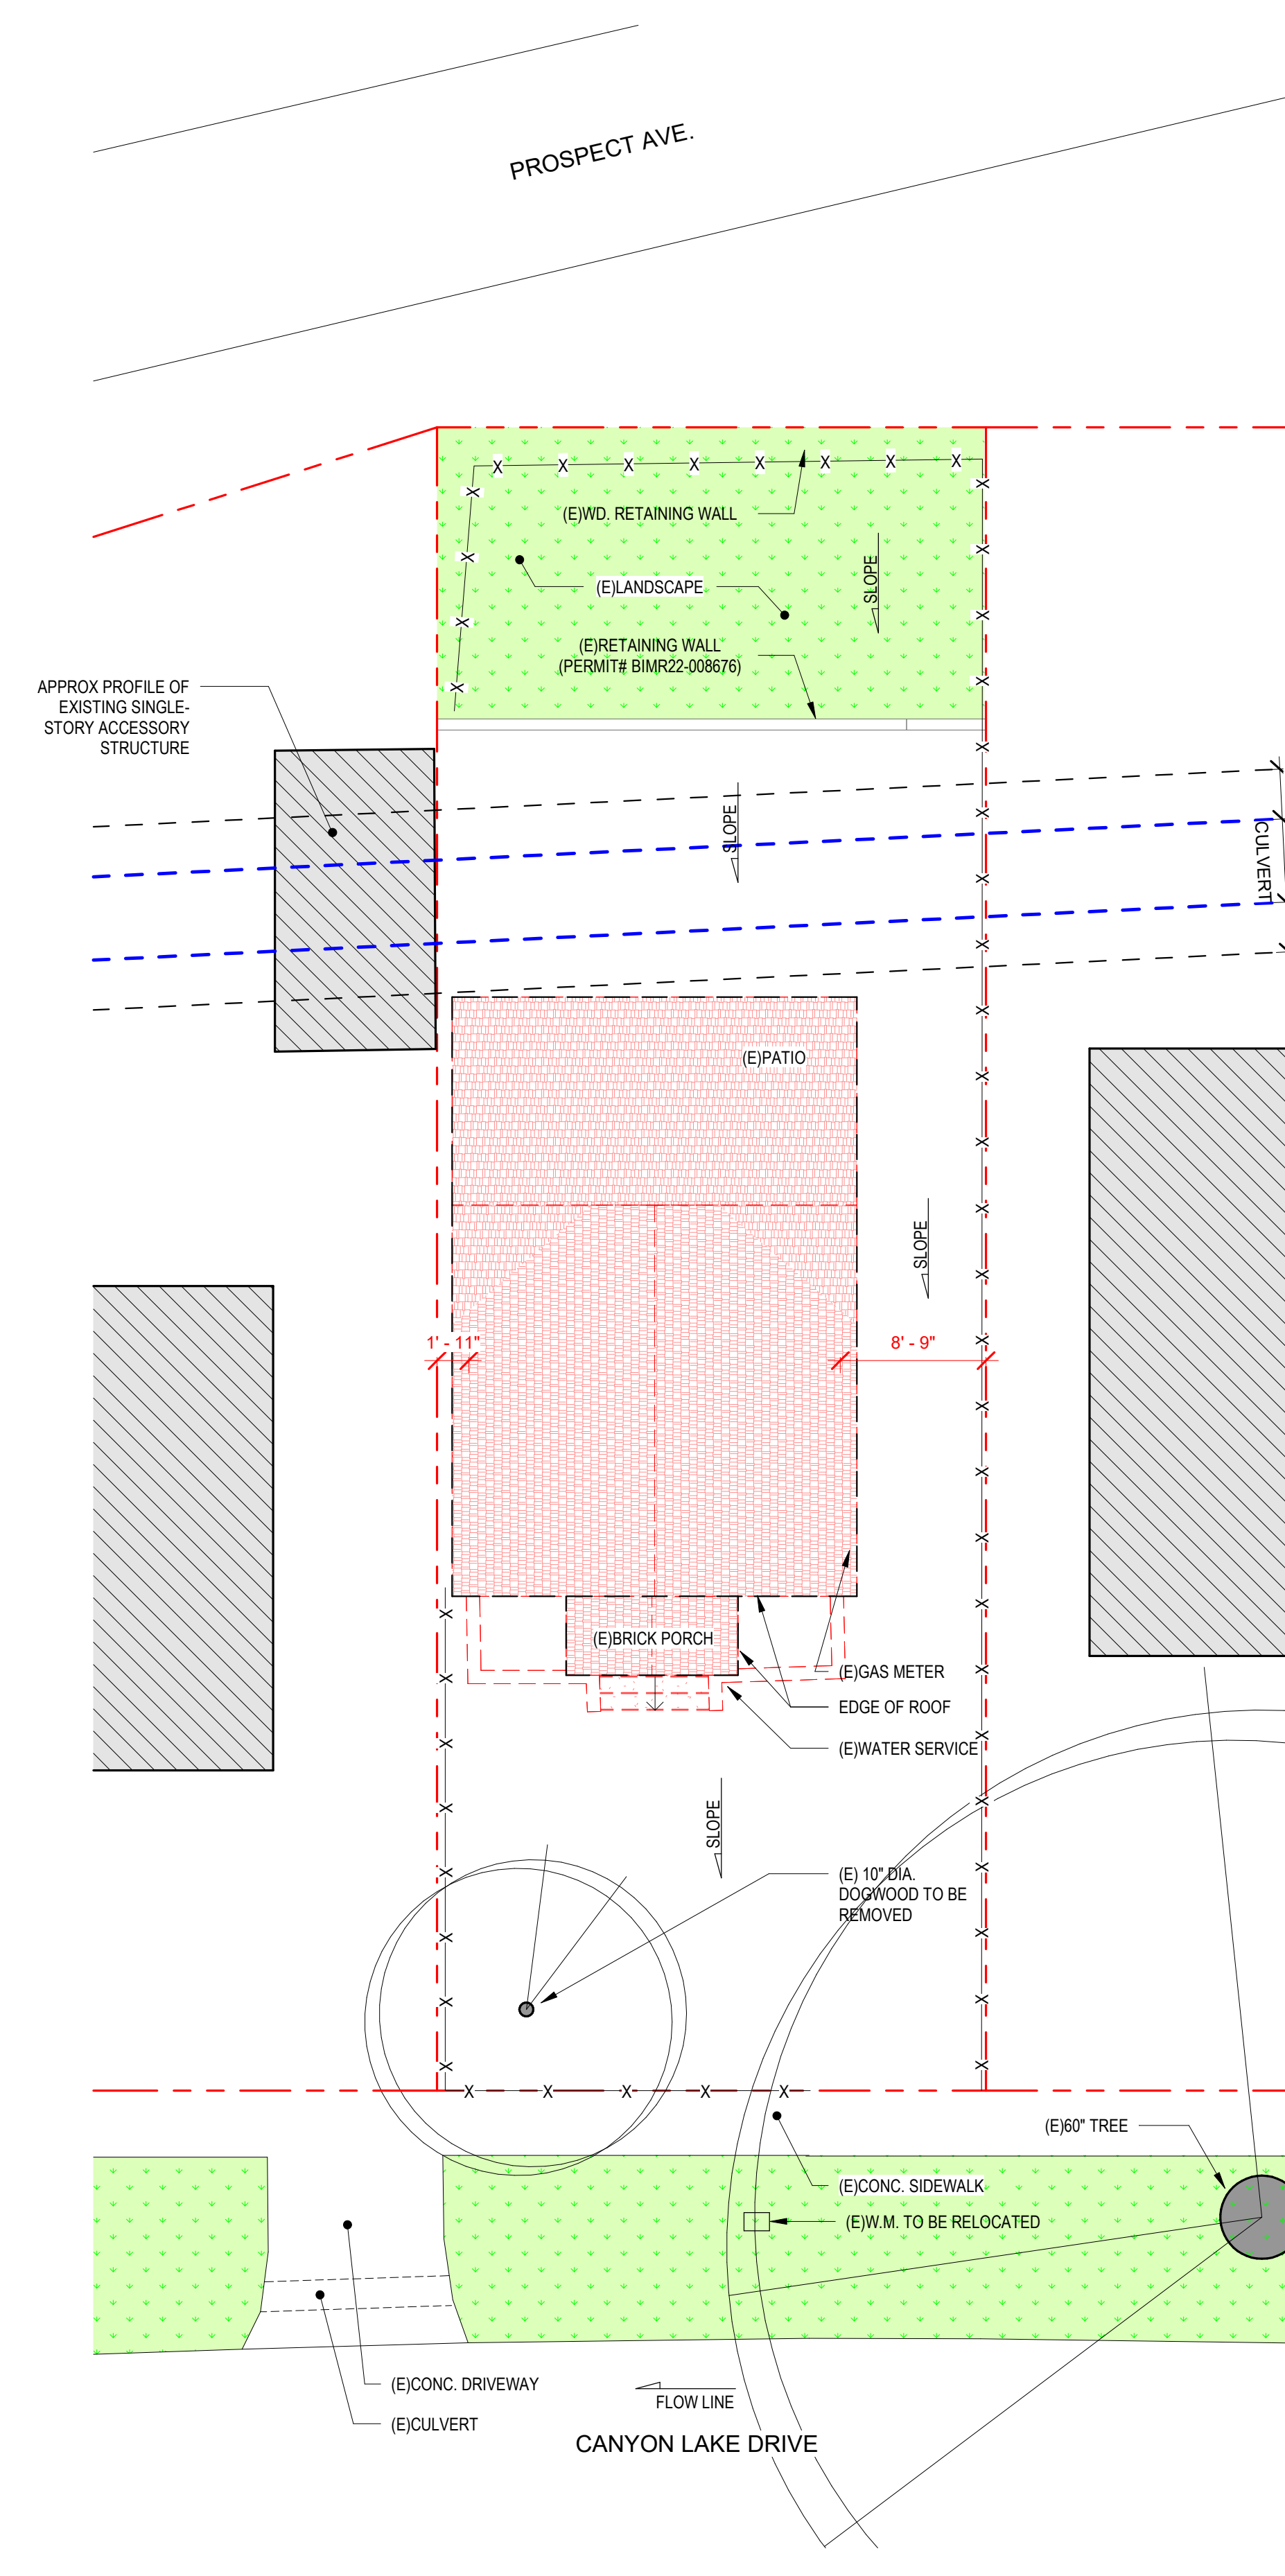 PROSPECT AVE.
(E)WD. RETAINING WALL
SLOPE
(E)LANDSCAPE
(E)RETAINING WALL
(PERMIT# BIMR22-008676)
APPROX PROFILE OF
EXISTING SINGLE-
STORY ACCESSORY
STRUCTURE
SLOPE
CULVERT
(E)PATIO
SLOPE
1' - 11"
8' - 9"
(E)BRICK PORCH
(E)GAS METER
EDGE OF ROOF
(E)WATER SERVICE
SLOPE
(E) 10" DIA.
DOGWOOD TO BE
REMOVED
(E)60" TREE
(E)CONC. SIDEWALK
(E)W.M. TO BE RELOCATED
(E)CONC. DRIVEWAY
FLOW LINE
(E)CULVERT
CANYON LAKE DRIVE